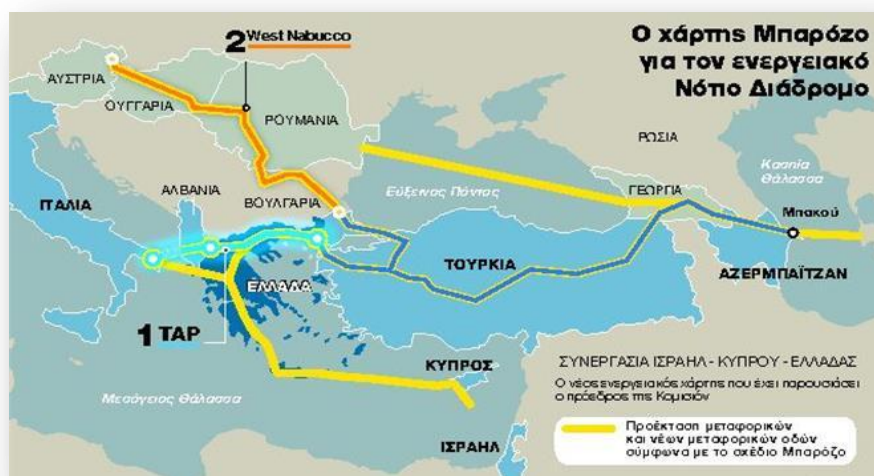 Ο χάρτης Μπαρόζο
για τον ενεργειακό
Νότιο Διάδρομο
2 West Nabucco
ΑΥΣΤΡΙΑ
ΟΥΓΓΑΡΙΑ
ΡΟΥΜΑΝΙΑ
ΡΩΣΙΑ
Κασπία
Θάλασσα
ΑΛΒΑΝΙΑ
ΙΤΑΛΙΑ
ΒΟΥΛΓΑΡΙΑ
Εύξεινος Πόντος
ΓΕΩΡΓΙΑ
Μπακού
ΤΟΥΡΚΙΑ
ΑΖΕΡΜΠΑΪΤΖΑΝ
ΕΛΛΑΔΑ
1 TAP
ΚΥΠΡΟΣ
Μεσόγειος Θάλασσα
ΙΣΡΑΗΛ
ΣΥΝΕΡΓΑΣΙΑ ΙΣΡΑΗΛ - ΚΥΠΡΟΥ - ΕΛΛΑΔΑΣ
Ο νέος ενεργειακός χάρτης που έχει παρουσιάσει
ο πρόεδρος της Κομισιόν
Προέκταση μεταφορικών
και νέων μεταφορικών οδών
σύμφωνα με το σχέδιο Μπαρόζο